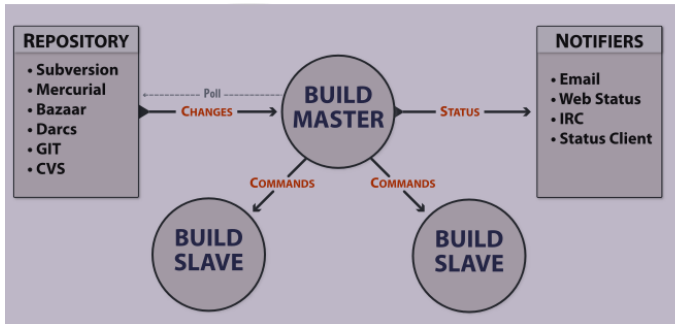 REPOSITORY
• Subversion
• Mercurial
• Bazaar
• Darcs
• GIT
• CVS
Poll
CHANGES
BUILD
MASTER
STATUS
NOTIFIERS
• Email
• Web Status
• IRC
• Status Client
COMMANDS
COMMANDS
BUILD
SLAVE
BUILD
SLAVE